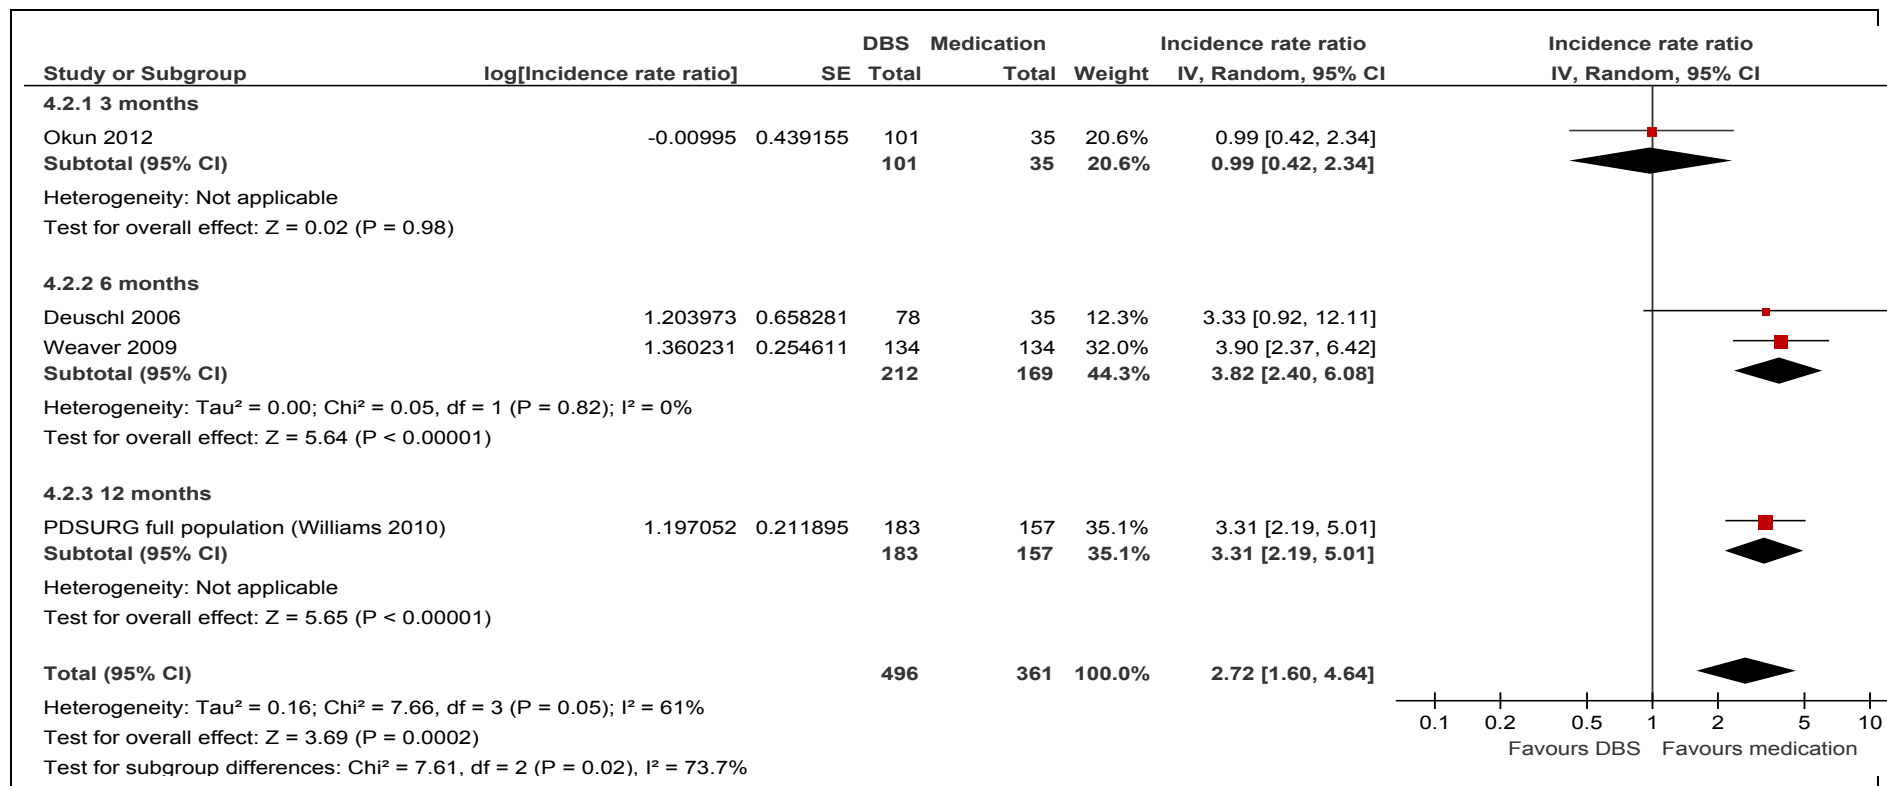 DBS Medication Incidence rate ratio Incidence rate ratio
Study or Subgroup log[Incidence rate ratio] SE Total Total Weight IV, Random, 95% CI IV, Random, 95% CI
4.2.1 3 months
Okun 2012 -0.00995 0.439155 101 35 20.6% 0.99 [0.42, 2.34]
Subtotal (95% CI) 101 35 20.6% 0.99 [0.42, 2.34]
Heterogeneity: Not applicable
Test for overall effect: Z = 0.02 (P = 0.98)
4.2.2 6 months
Deuschl 2006 1.203973 0.658281 78 35 12.3% 3.33 [0.92, 12.11]
Weaver 2009 1.360231 0.254611 134 134 32.0% 3.90 [2.37, 6.42]
Subtotal (95% CI) 212 169 44.3% 3.82 [2.40, 6.08]
Heterogeneity: Tau² = 0.00; Chi² = 0.05, df = 1 (P = 0.82); I² = 0%
Test for overall effect: Z = 5.64 (P < 0.00001)
4.2.3 12 months
PDSURG full population (Williams 2010) 1.197052 0.211895 183 157 35.1% 3.31 [2.19, 5.01]
Subtotal (95% CI) 183 157 35.1% 3.31 [2.19, 5.01]
Heterogeneity: Not applicable
Test for overall effect: Z = 5.65 (P < 0.00001)
Total (95% CI) 496 361 100.0% 2.72 [1.60, 4.64]
Heterogeneity: Tau² = 0.16; Chi² = 7.66, df = 3 (P = 0.05); I² = 61%
Test for overall effect: Z = 3.69 (P = 0.0002)
Test for subgroup differences: Chi² = 7.61, df = 2 (P = 0.02), I² = 73.7%
0.1 0.2 0.5 1 2 5 10
Favours DBS Favours medication